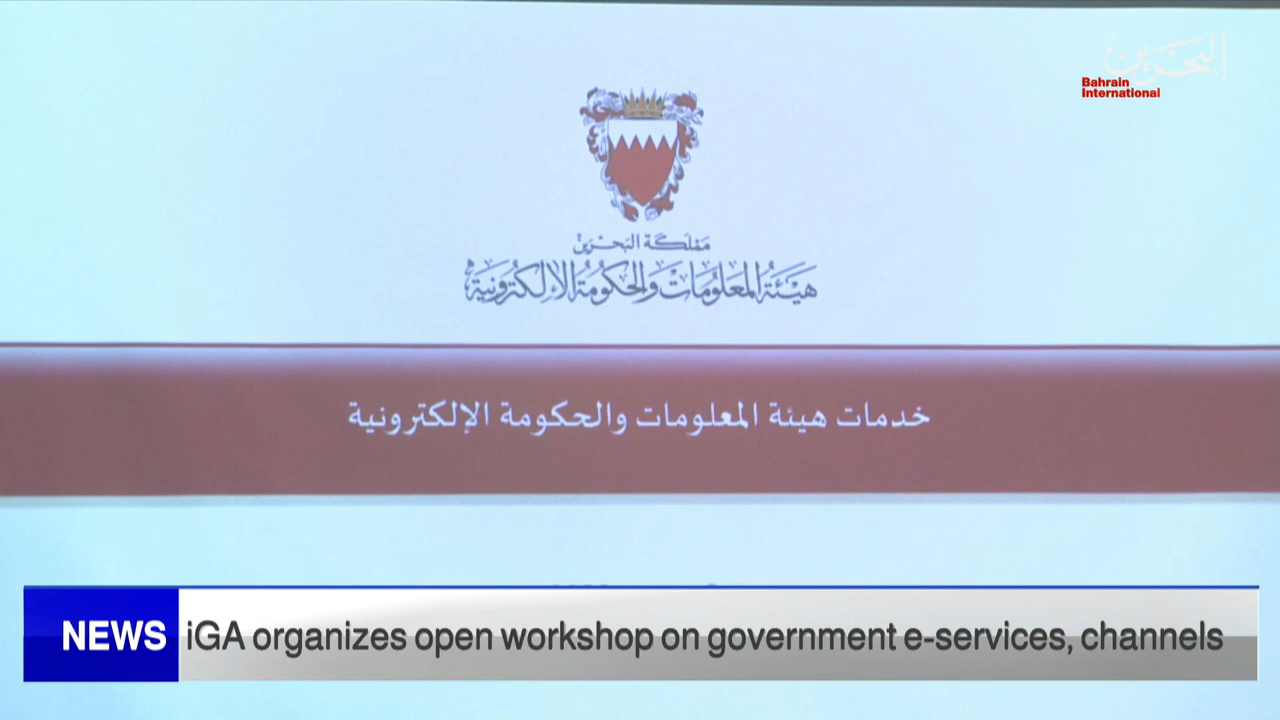 البحرين
Bahrain
International
مملكة البحرين
هيئة المعلومات والحكومة الإلكترونية
خدمات هيئة المعلومات والحكومة الإلكترونية
NEWS
iGA organizes open workshop on government e-services, channels